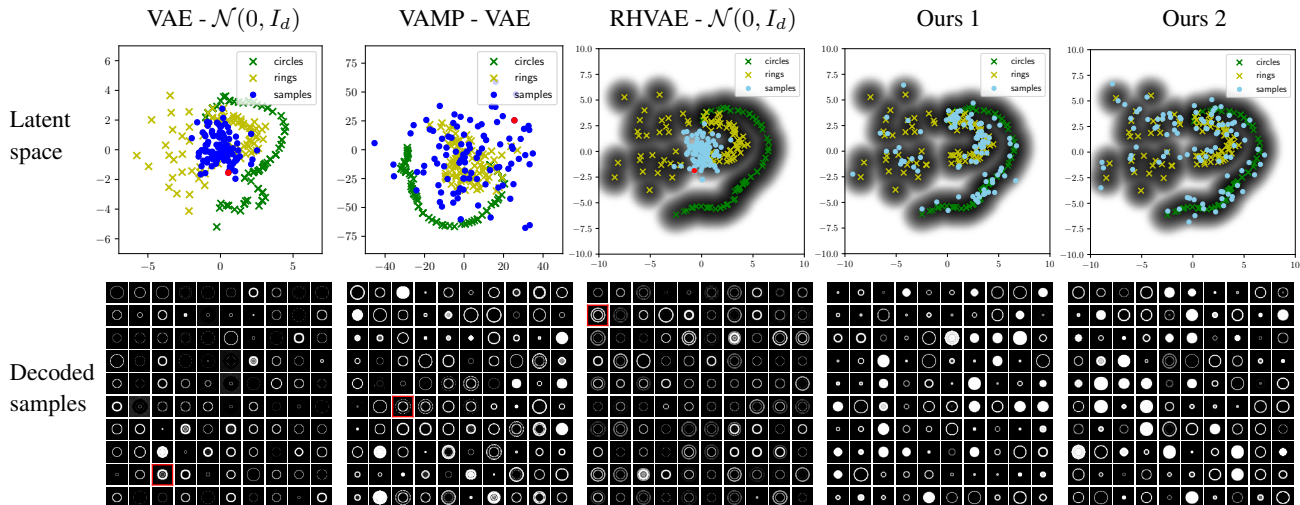 VAE - 𝒩(0, I_d) VAMP - VAE RHVAE - 𝒩(0, I_d) Ours 1 Ours 2
Latent
space
circles
rings
samples
6
4
2
0
−2
−4
−6
−5 0 5
circles
rings
samples
75
50
25
0
−25
−50
−75
−40 −20 0 20 40
circles
rings
samples
10.0
7.5
5.0
2.5
0.0
−2.5
−5.0
−7.5
−10.0
−10 −5 0 5 10
circles
rings
samples
10.0
7.5
5.0
2.5
0.0
−2.5
−5.0
−7.5
−10.0
−10 −5 0 5 10
circles
rings
samples
10.0
7.5
5.0
2.5
0.0
−2.5
−5.0
−7.5
−10.0
−10 −5 0 5 10
Decoded
samples